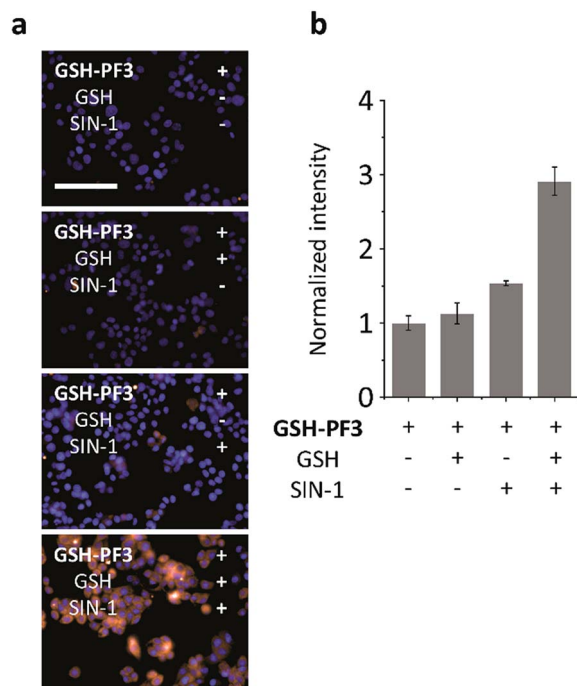 a
GSH-PF3 +
GSH -
SIN-1 -
GSH-PF3 +
GSH +
SIN-1 -
GSH-PF3 +
GSH -
SIN-1 +
GSH-PF3 +
GSH +
SIN-1 +
b
Normalized intensity
4
3
2
1
0
GSH-PF3 + + + +
GSH - + - +
SIN-1 - - + +